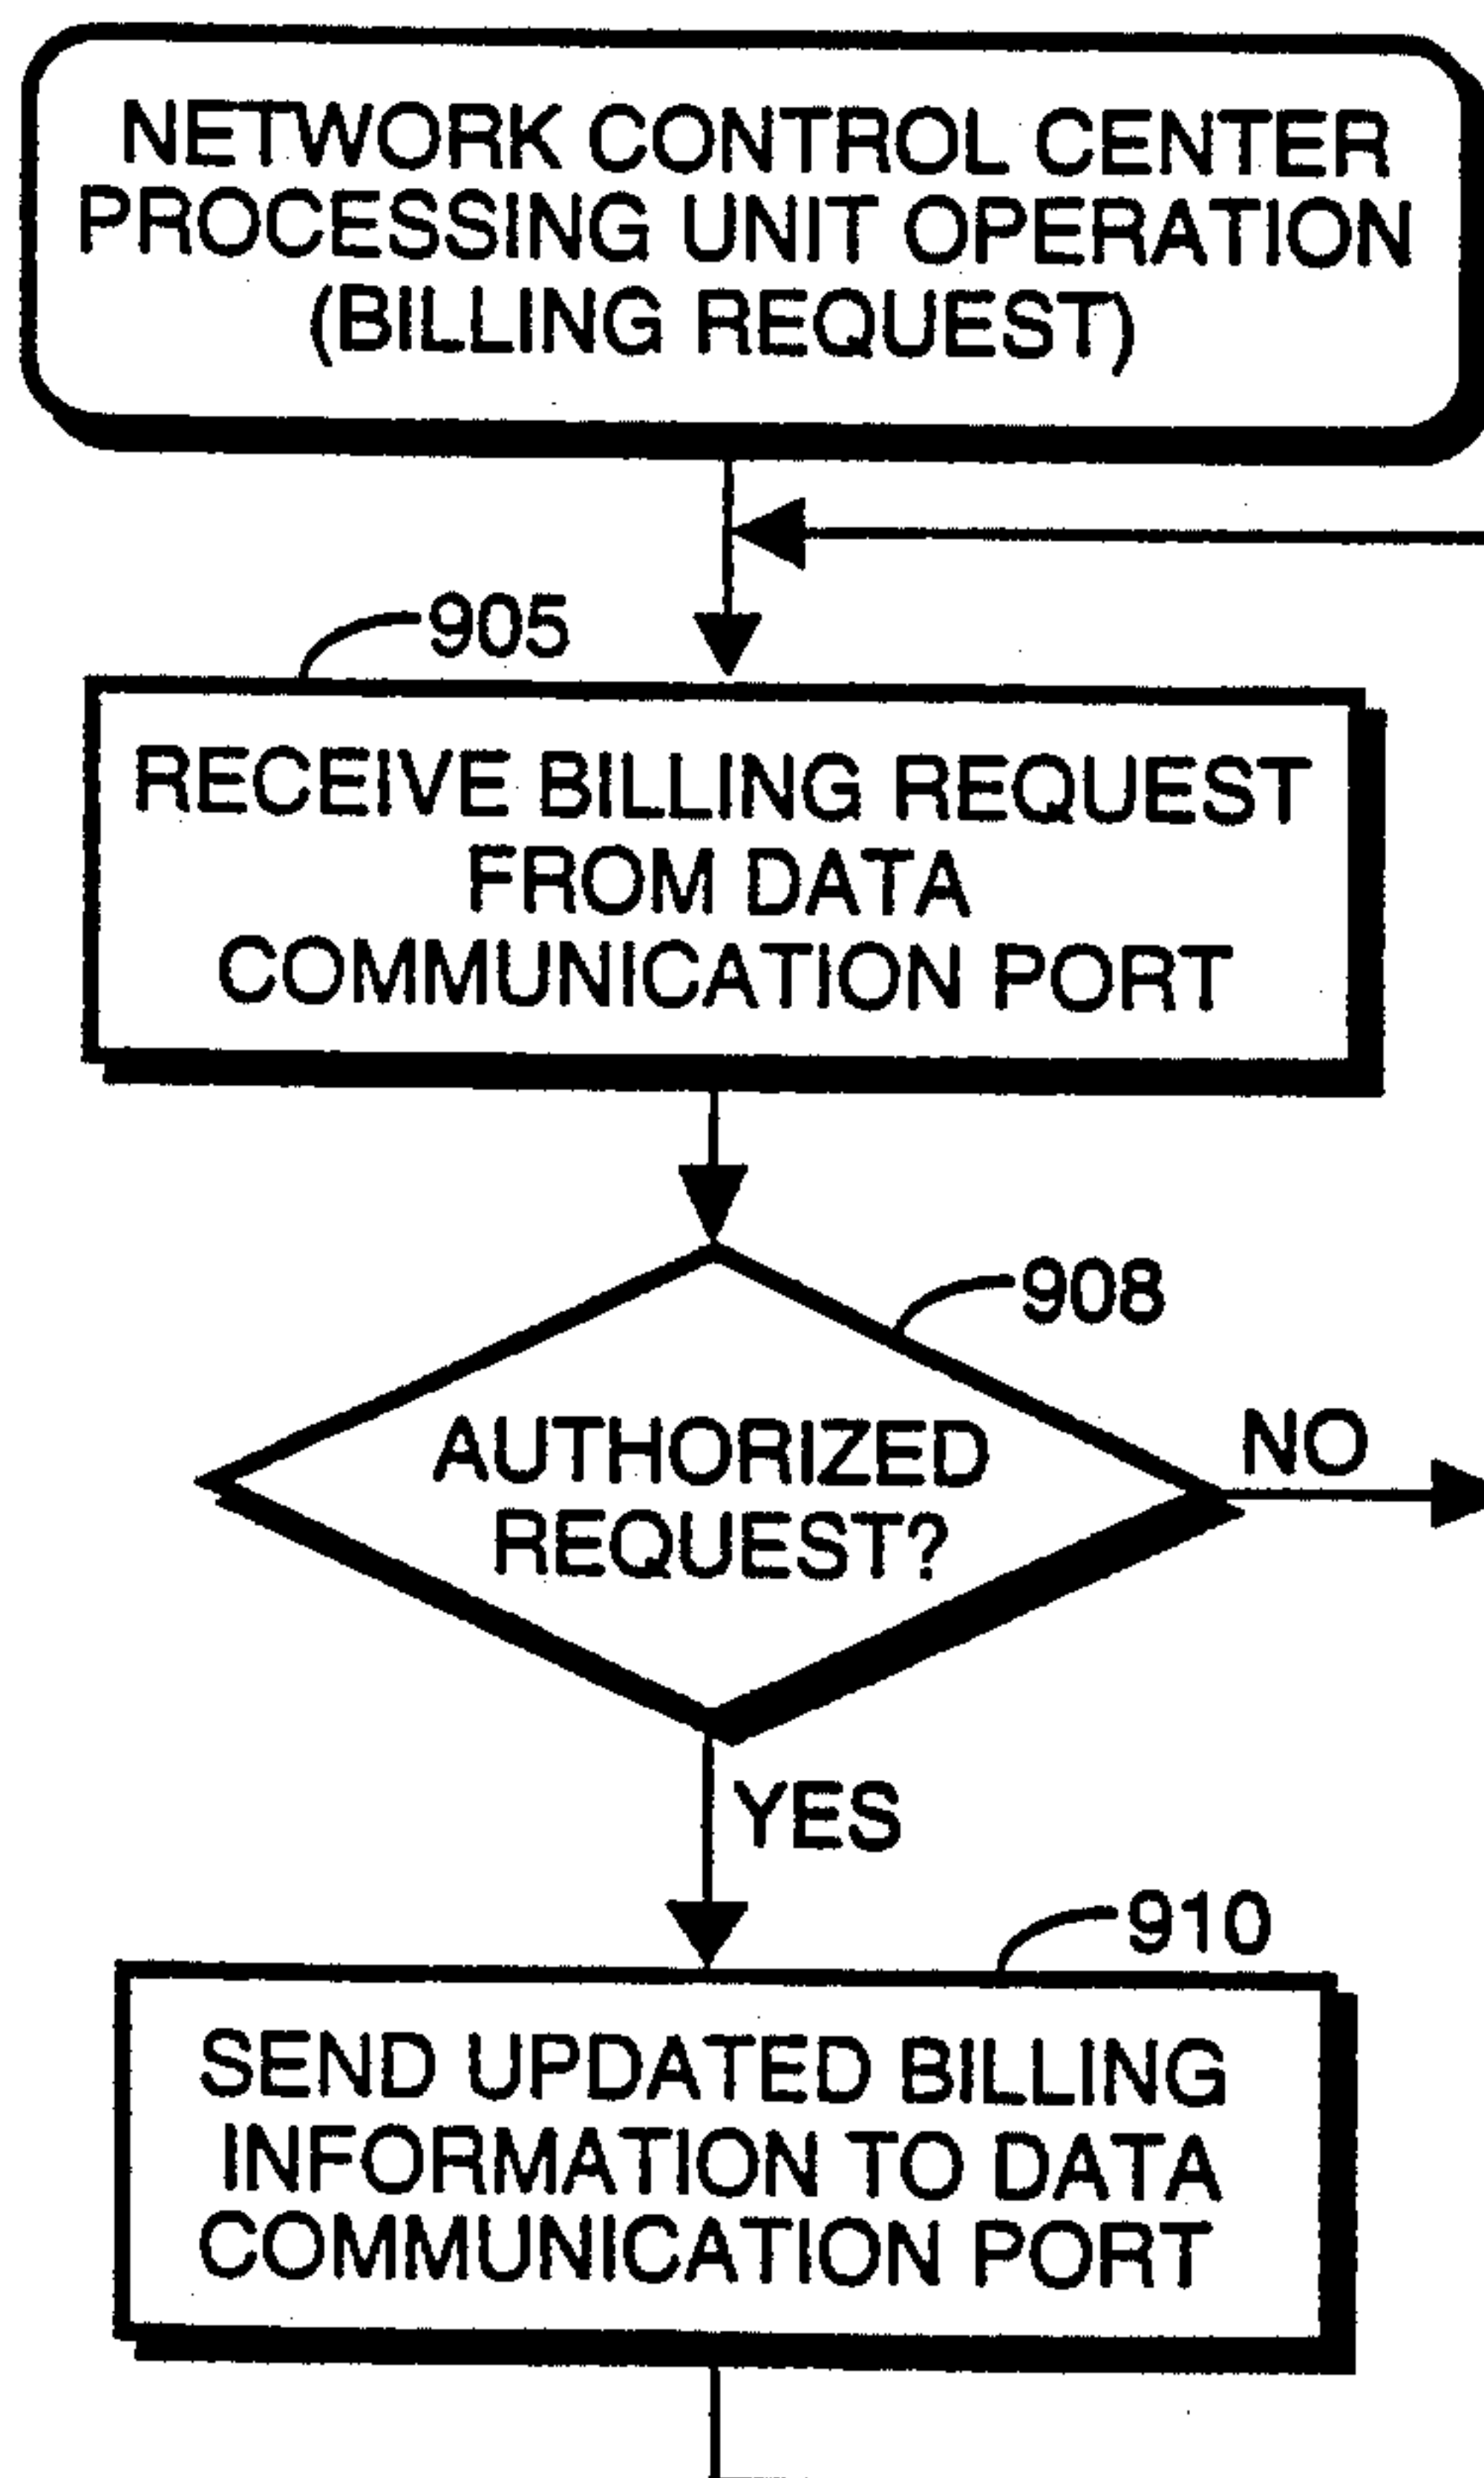 NETWORK CONTROL CENTER
PROCESSING UNIT OPERATION
(BILLING REQUEST)
905
RECEIVE BILLING REQUEST
FROM DATA
COMMUNICATION PORT
908
AUTHORIZED
REQUEST?
NO
YES
910
SEND UPDATED BILLING
INFORMATION TO DATA
COMMUNICATION PORT